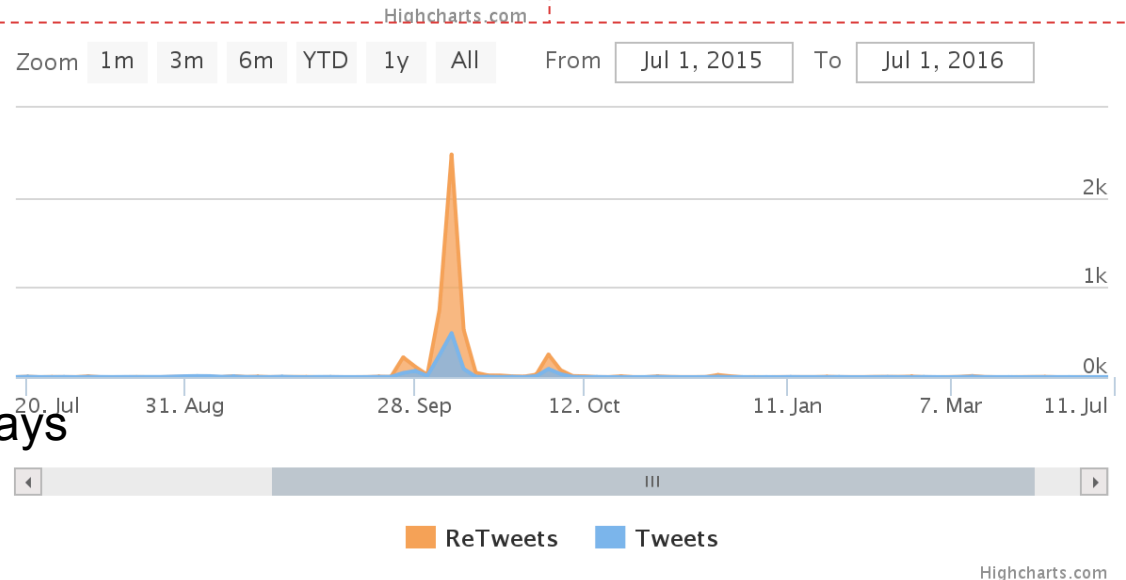 Highcharts.com
Zoom 1m 3m 6m YTD 1y All From Jul 1, 2015 To Jul 1, 2016
2k
1k
0k
20. Jul 31. Aug 28. Sep 12. Oct 11. Jan 7. Mar 11. Jul
ays
ReTweets Tweets
Highcharts.com